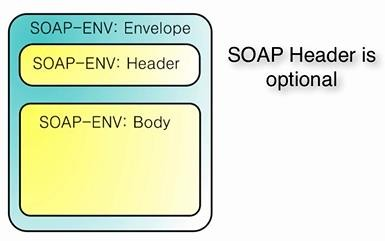 SOAP-ENV: Envelope
SOAP-ENV: Header
SOAP-ENV: Body
SOAP Header is
optional